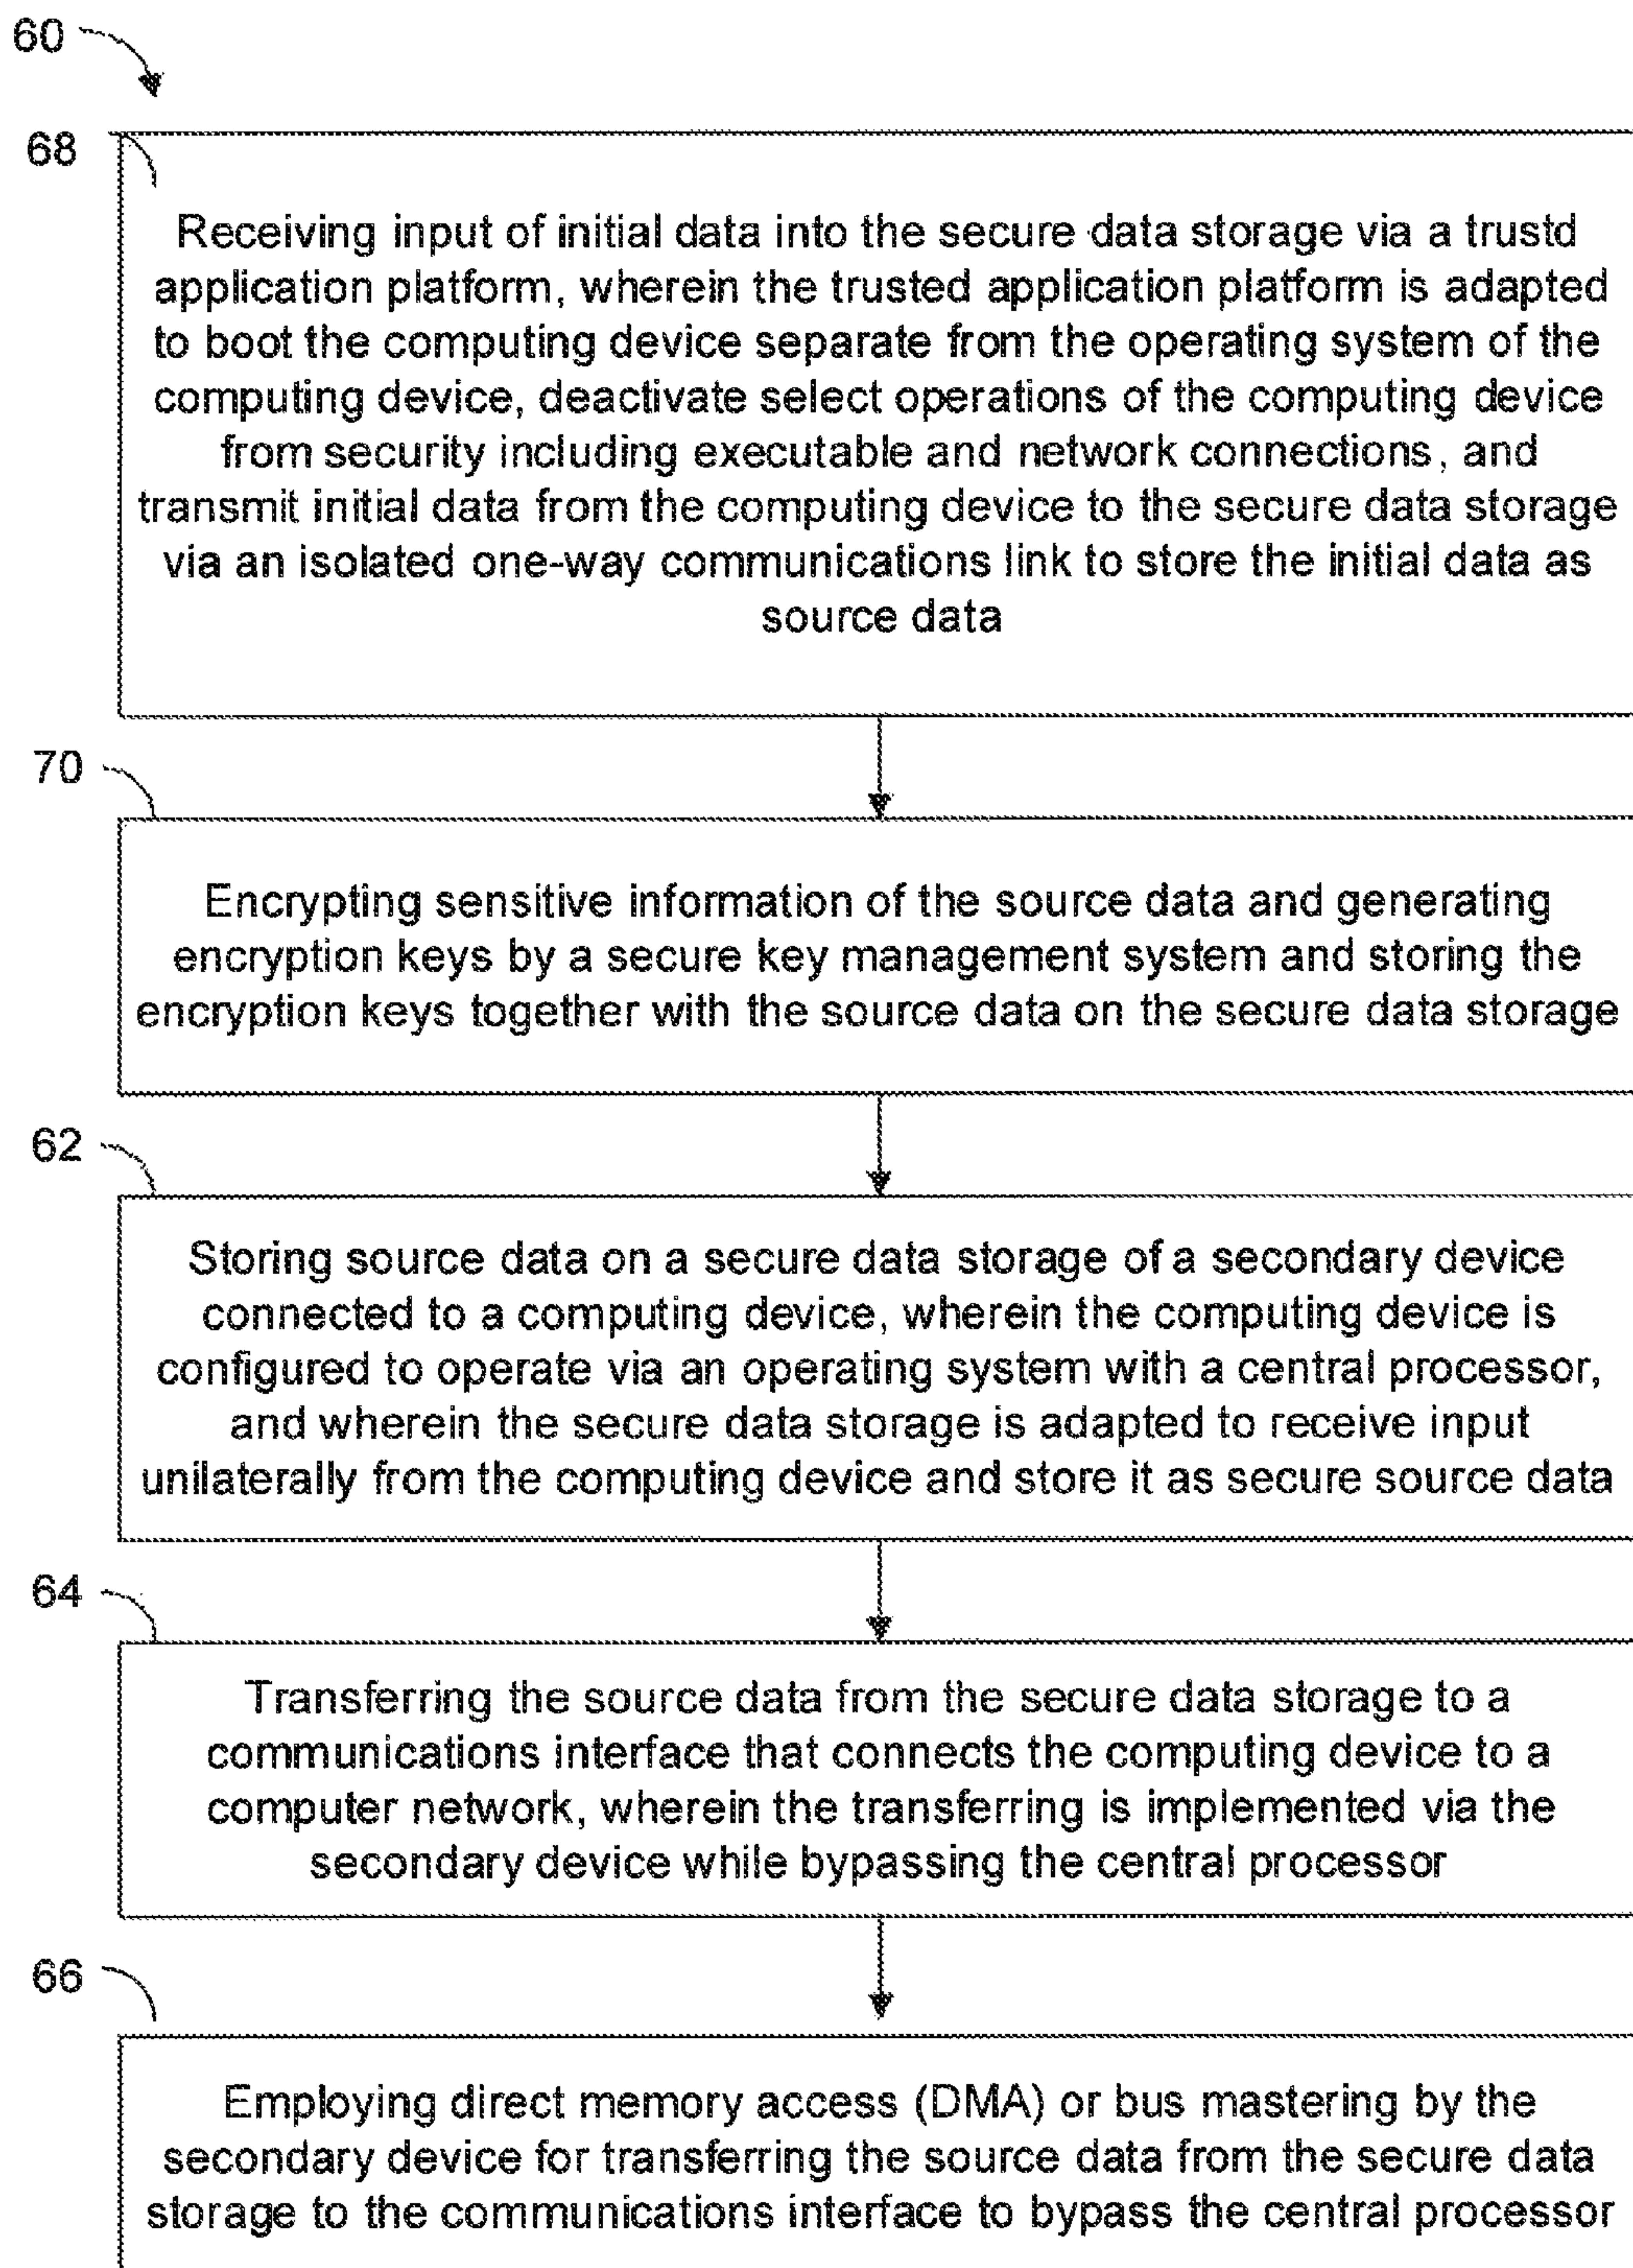 60
68
Receiving input of initial data into the secure data storage via a trustd
application platform, wherein the trusted application platform is adapted
to boot the computing device separate from the operating system of the
computing device, deactivate select operations of the computing device
from security including executable and network connections, and
transmit initial data from the computing device to the secure data storage
via an isolated one-way communications link to store the initial data as
source data
70
Encrypting sensitive information of the source data and generating
encryption keys by a secure key management system and storing the
encryption keys together with the source data on the secure data storage
62
Storing source data on a secure data storage of a secondary device
connected to a computing device, wherein the computing device is
configured to operate via an operating system with a central processor,
and wherein the secure data storage is adapted to receive input
unilaterally from the computing device and store it as secure source data
64
Transferring the source data from the secure data storage to a
communications interface that connects the computing device to a
computer network, wherein the transferring is implemented via the
secondary device while bypassing the central processor
66
Employing direct memory access (DMA) or bus mastering by the
secondary device for transferring the source data from the secure data
storage to the communications interface to bypass the central processor